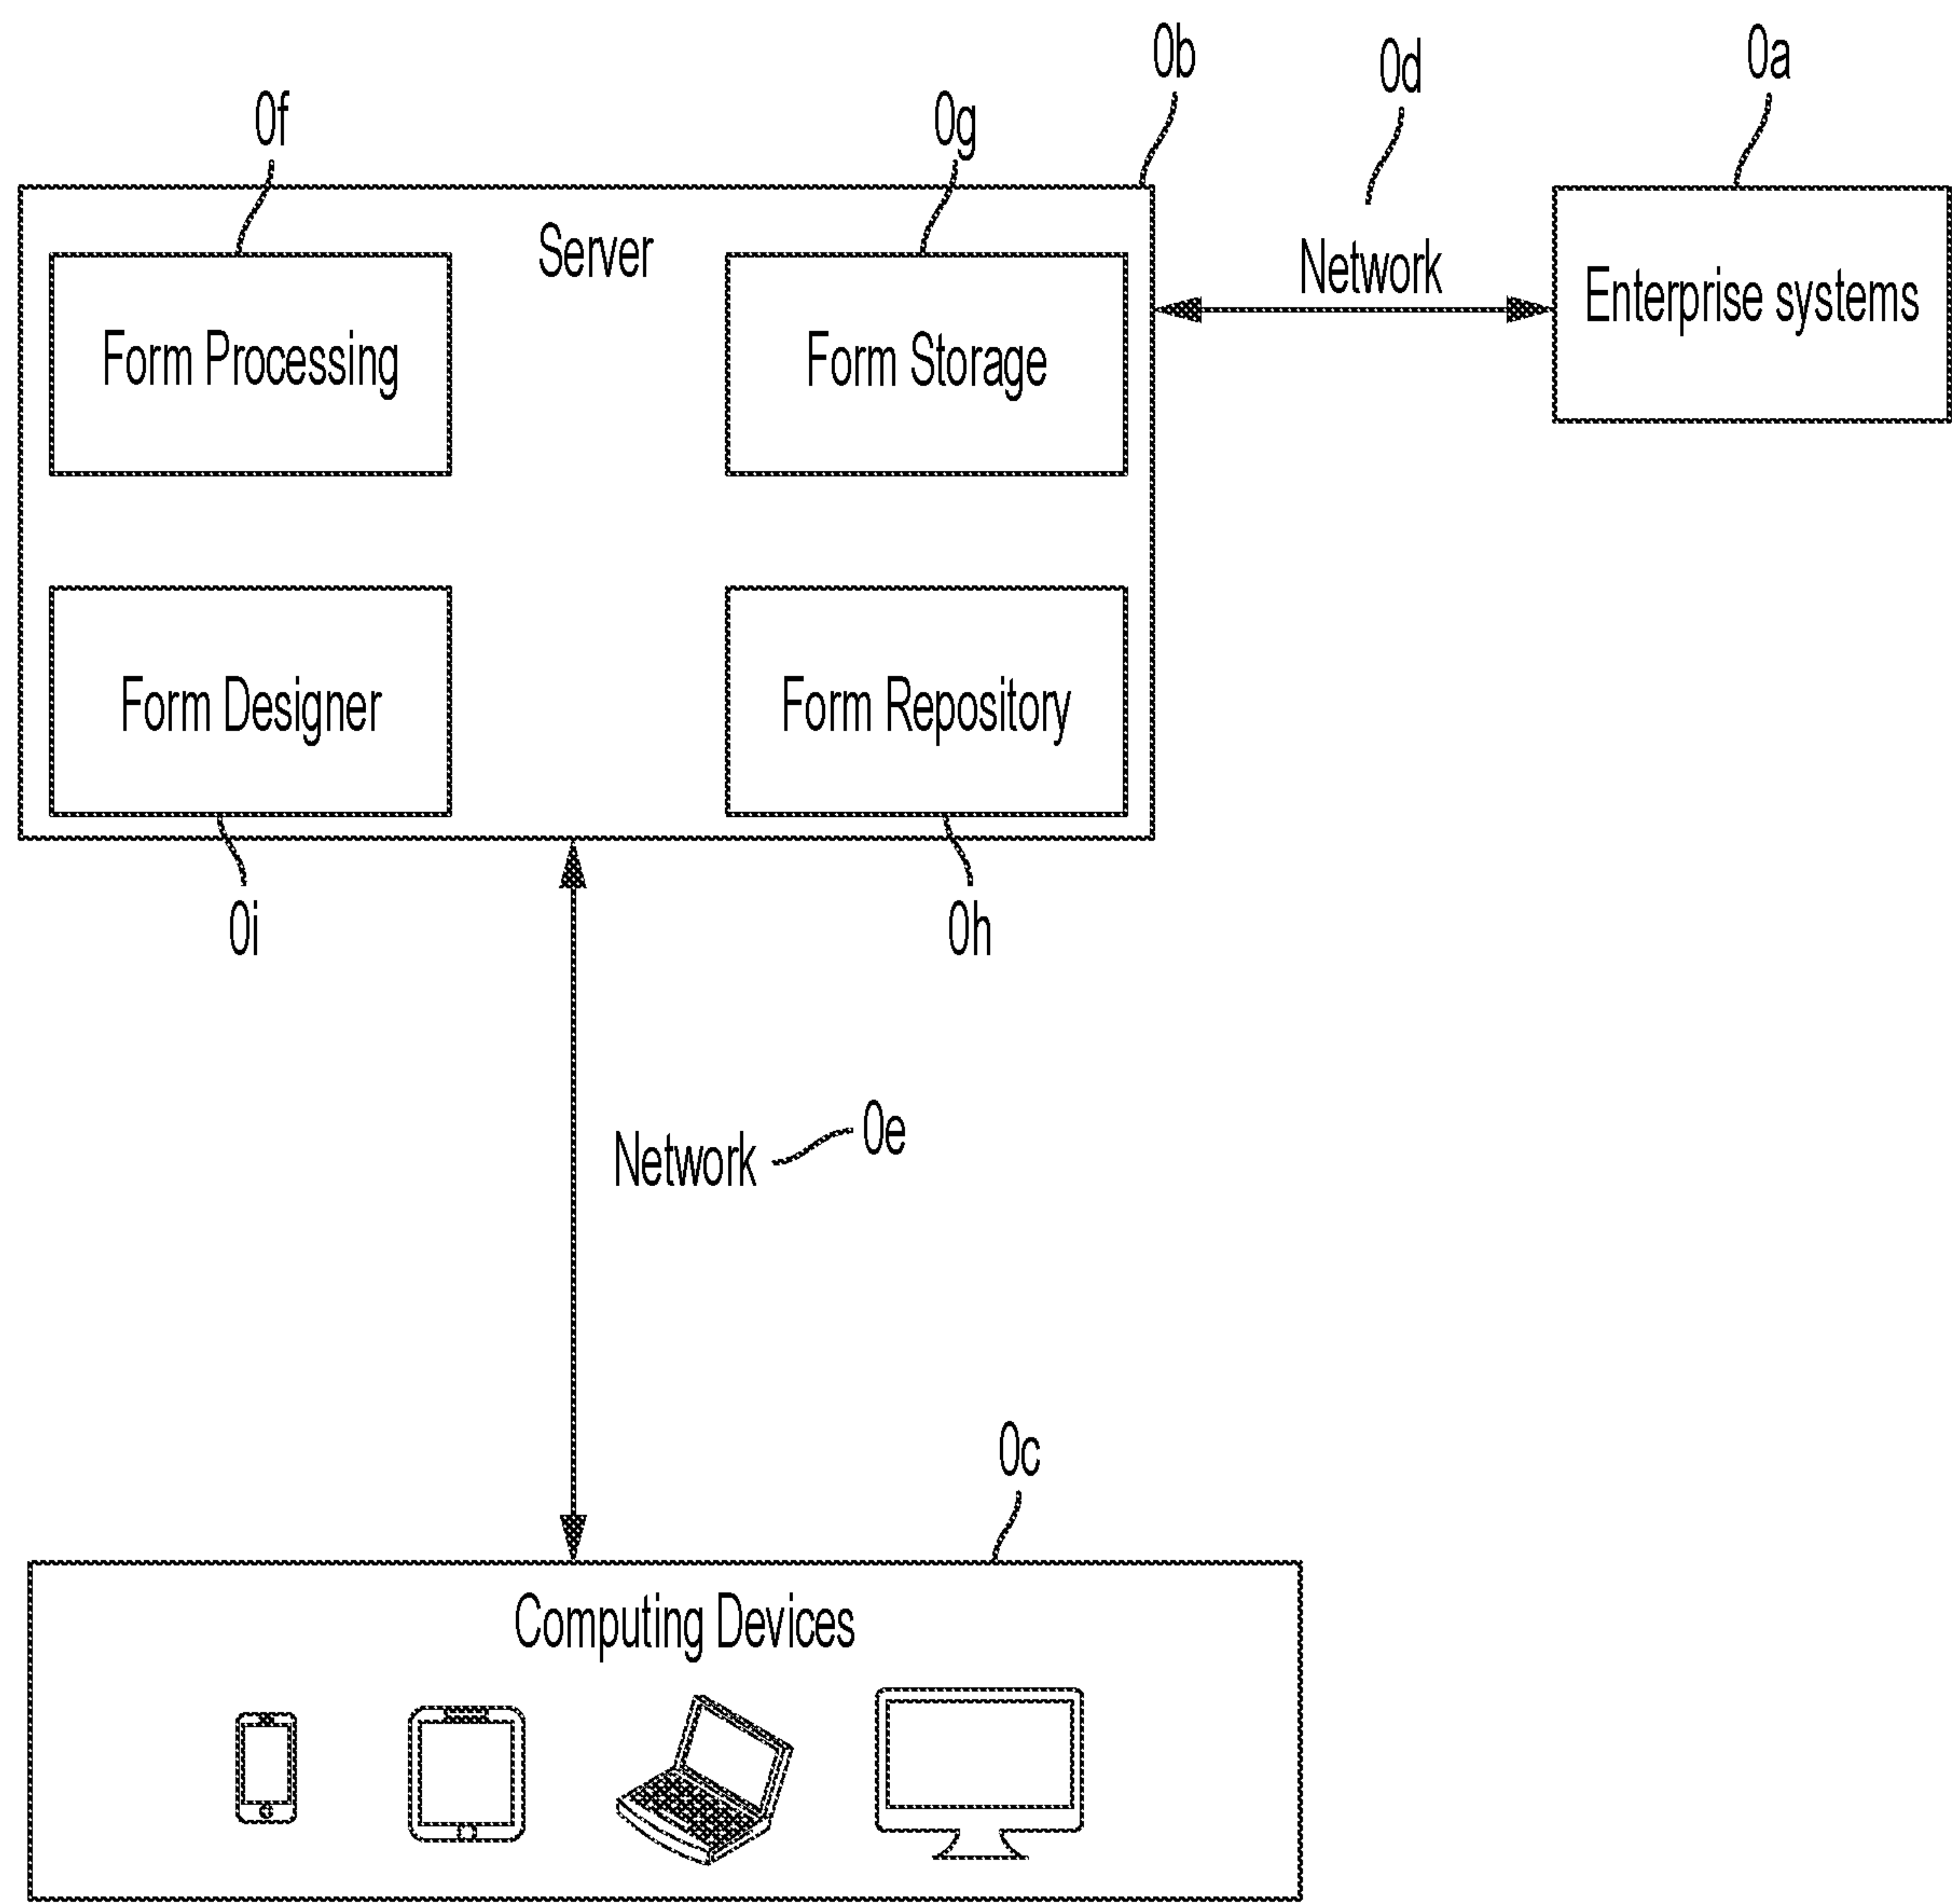 0b
0d
0a
0f
0g
Server
Network
Enterprise systems
Form Processing
Form Storage
Form Designer
Form Repository
0i
0h
Network
0e
0c
Computing Devices